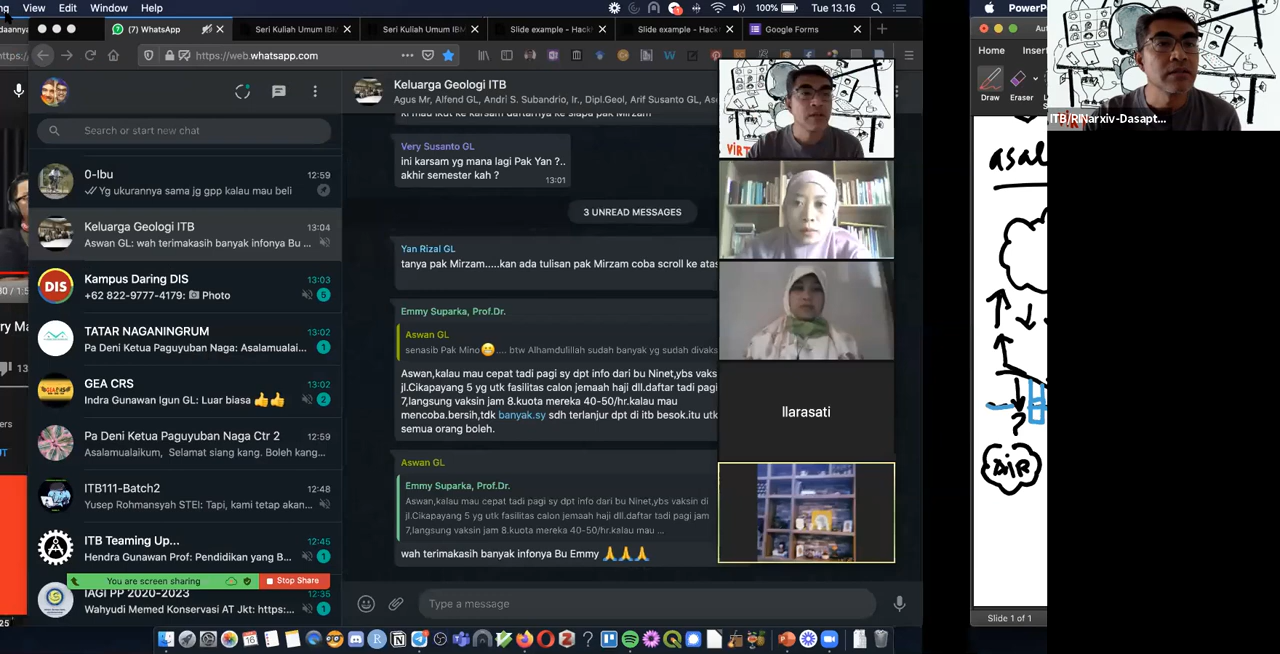 View Edit Window Help
100% Tue 13.16
PowerP
(7) WhatsApp
Seri Kuliah Umum IBM
Seri Kuliah Umum IBM
Slide example - HackM
Slide example - HackM
Google Forms
https://web.whatsapp.com
Search or start new chat
0-Ibu 12:59
Yg ukurannya sama jg gpp kalau mau beli
Keluarga Geologi ITB 13:04
Aswan GL: wah terimakasih banyak infonya Bu ...
Kampus Daring DIS 13:03
+62 822-9777-4179: Photo 5
DIS
TATAR NAGANINGRUM 13:02
Pa Deni Ketua Paguyuban Naga: Asalamualai... 1
GEA CRS 13:02
Indra Gunawan Igun GL: Luar biasa 👍👍 2
Pa Deni Ketua Paguyuban Naga Ctr 2 12:59
Asalamualaikum, Selamat siang kang. Boleh kang...
ITB111-Batch2 12:48
Yusep Rohmansyah STEI: Tapi, kami tetap akan...
ITB Teaming Up... 12:45
Hendra Gunawan Prof: Pendidikan yang B... 1
You are screen sharing Stop Share
IAGI PP 2020-2023 12:35
Wahyudi Memed Konservasi AT Jkt: https:... 1
Keluarga Geologi ITB
Agus Mr, Alfend GL, Andri S. Subandrio, Ir., Dipl.Geol, Arif Susanto GL, As
Very Susanto GL
ini karsam yg mana lagi Pak Yan ?..
akhir semester kah ? 13:01
3 UNREAD MESSAGES
Yan Rizal GL
tanya pak Mirzam.....kan ada tulisan pak Mirzam coba scroll ke atas
Emmy Suparka, Prof.Dr.
Aswan GL
senasib Pak Mino😁.... btw Alhamdulillah sudah banyak yg sudah divaks
Aswan,kalau mau cepat tadi pagi sy dpt info dari bu Ninet,ybs vaks
jl.Cikapayang 5 yg utk fasilitas calon jemaah haji dll.daftar tadi pagi
7,langsung vaksin jam 8.kuota mereka 40-50/hr.kalau mau
mencoba.bersih,tdk banyak.sy sdh terlanjur dpt di itb besok.itu utk
semua orang boleh.
Aswan GL
Emmy Suparka, Prof.Dr.
Aswan,kalau mau cepat tadi pagi sy dpt info dari bu Ninet,ybs vaksin di
jl.Cikapayang 5 yg utk fasilitas calon jemaah haji dll.daftar tadi pagi jam
7,langsung vaksin jam 8.kuota mereka 40-50/hr.kalau mau ...
wah terimakasih banyak infonya Bu Emmy 🙏🙏🙏
Type a message
VIRT
llarasati
Home Inser
Draw Eraser
ITB/RINarxiv-Dasapt...
asal
?
AIR
Slide 1 of 1